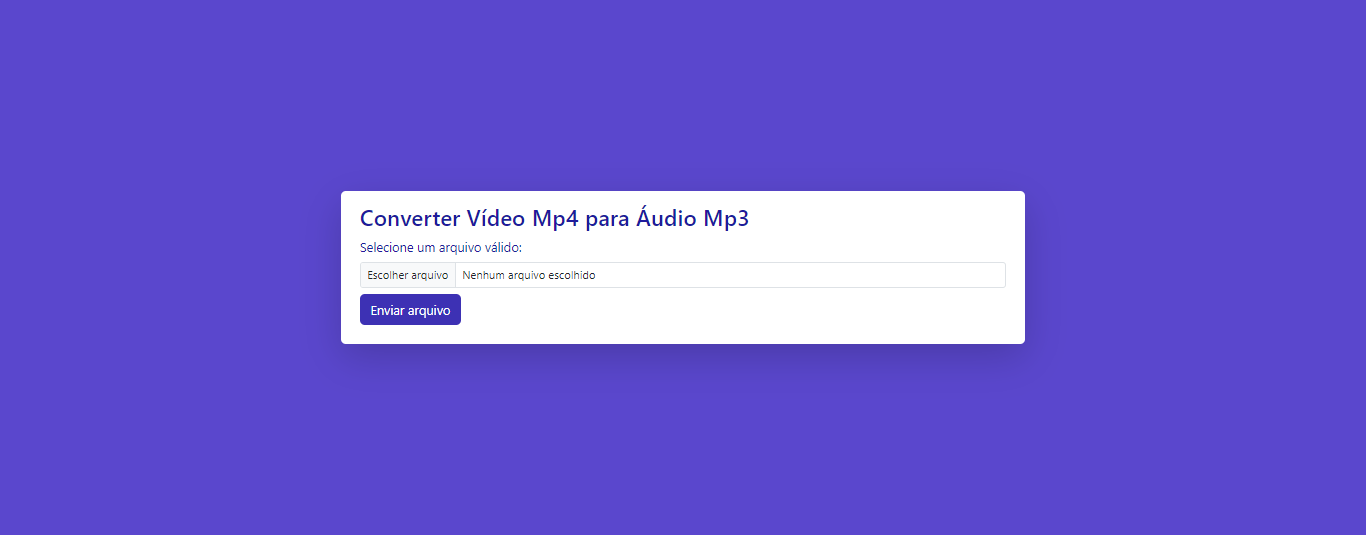 Converter Vídeo Mp4 para Áudio Mp3
Selecione um arquivo válido:
Escolher arquivo Nenhum arquivo escolhido
Enviar arquivo